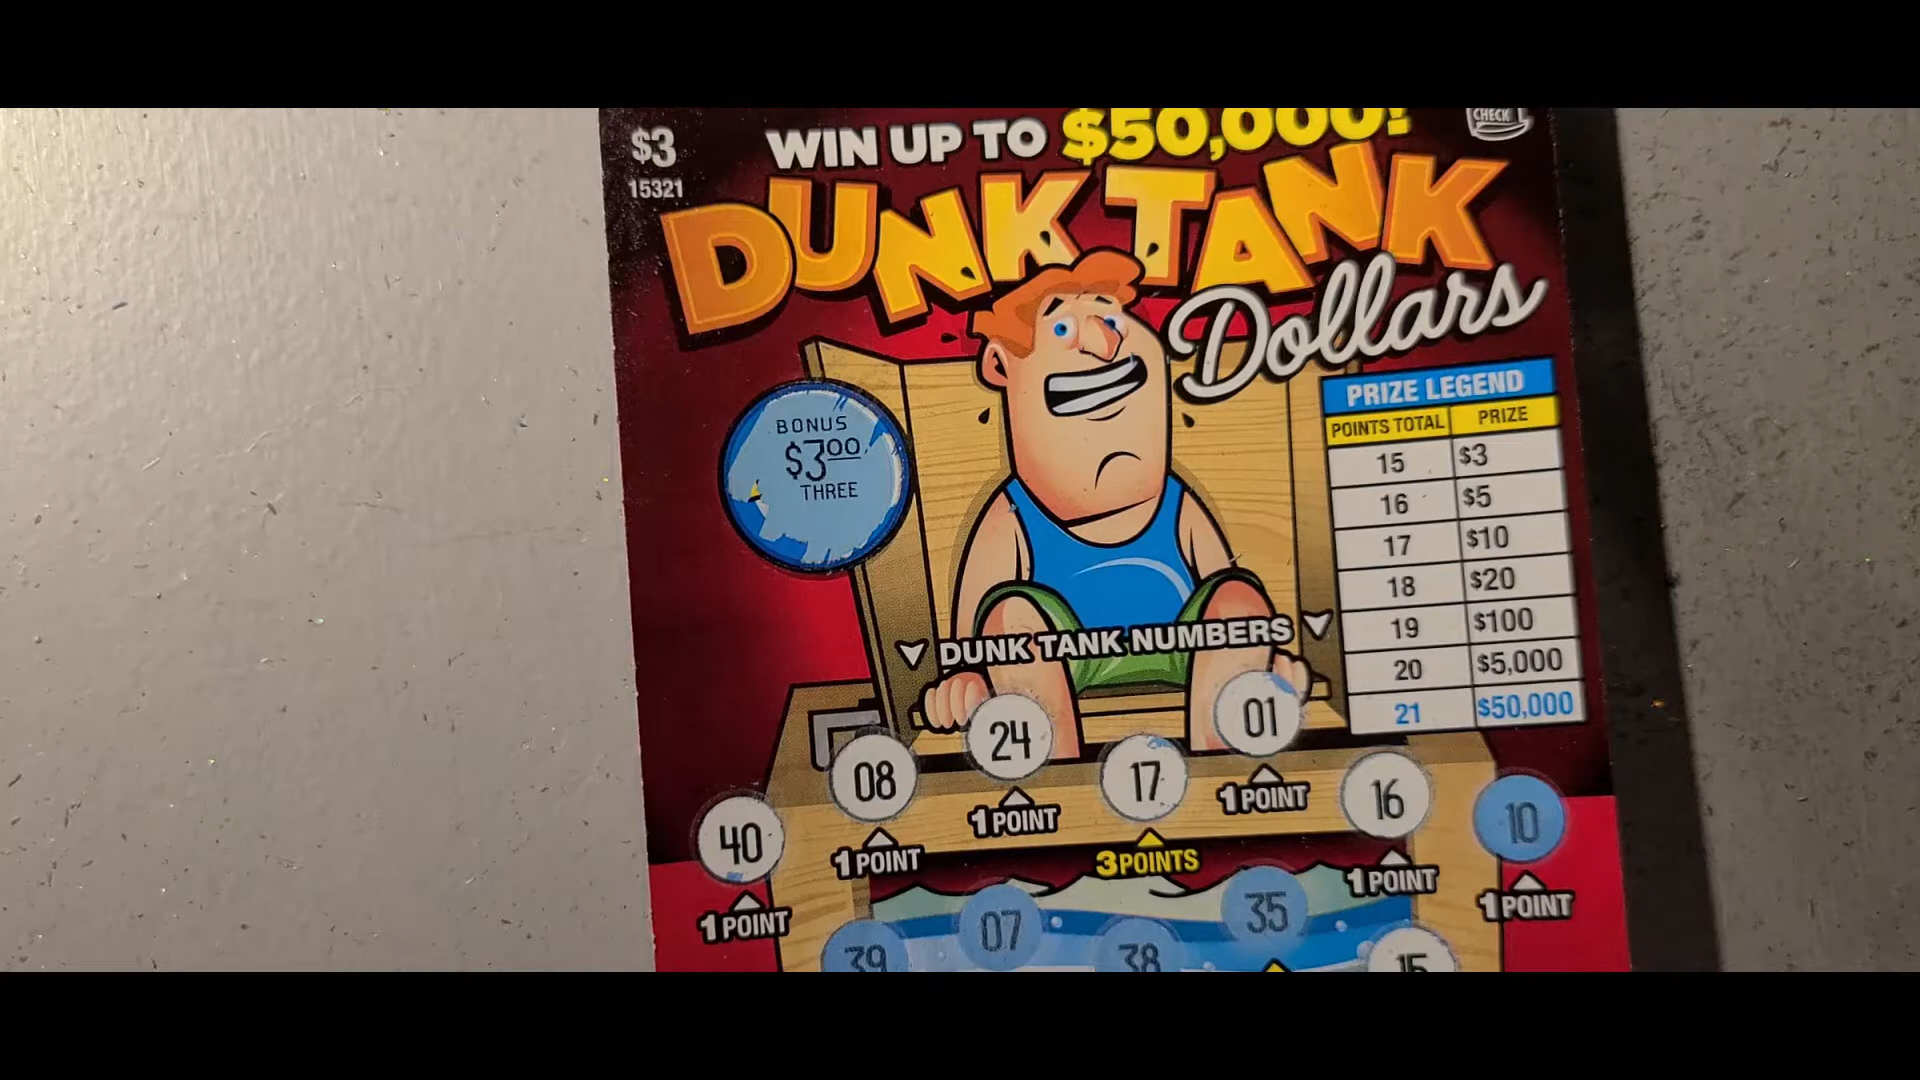 $3
15321
WIN UP TO $50,000!
CHECK
DUNK TANK
Dollars
BONUS
$3.00
THREE
PRIZE LEGEND
POINTS TOTAL PRIZE
15 $3
16 $5
17 $10
18 $20
19 $100
20 $5,000
21 $50,000
DUNK TANK NUMBERS
40
1 POINT
08
1 POINT
24
1 POINT
17
3 POINTS
01
1 POINT
16
1 POINT
10
1 POINT
39
07
38
35
15